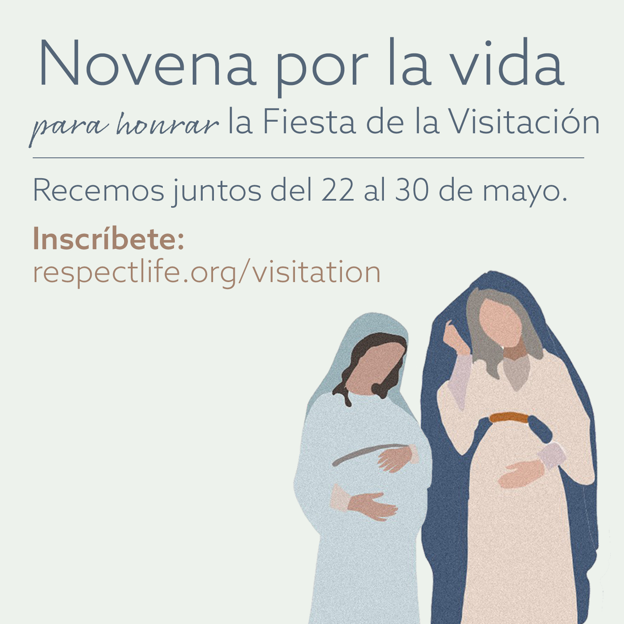 Novena por la vida
para honrar la Fiesta de la Visitación
Recemos juntos del 22 al 30 de mayo.
Inscríbete:
respectlife.org/visitation